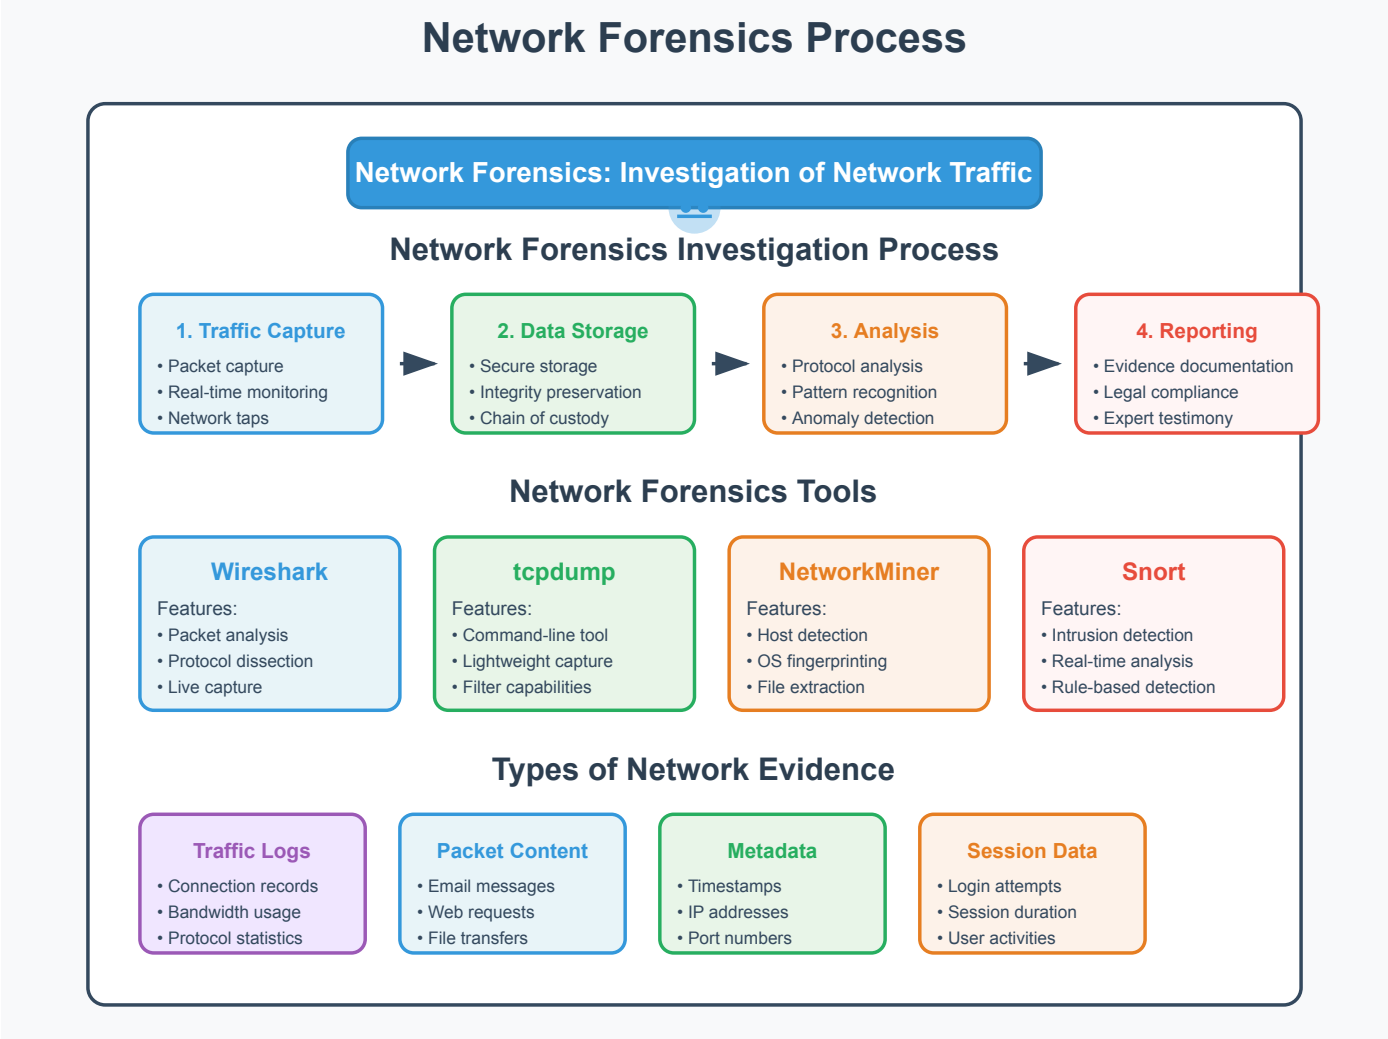 Network Forensics Process
Network Forensics: Investigation of Network Traffic
Network Forensics Investigation Process
1. Traffic Capture
• Packet capture
• Real-time monitoring
• Network taps
2. Data Storage
• Secure storage
• Integrity preservation
• Chain of custody
3. Analysis
• Protocol analysis
• Pattern recognition
• Anomaly detection
4. Reporting
• Evidence documentation
• Legal compliance
• Expert testimony
Network Forensics Tools
Wireshark
Features:
• Packet analysis
• Protocol dissection
• Live capture
tcpdump
Features:
• Command-line tool
• Lightweight capture
• Filter capabilities
NetworkMiner
Features:
• Host detection
• OS fingerprinting
• File extraction
Snort
Features:
• Intrusion detection
• Real-time analysis
• Rule-based detection
Types of Network Evidence
Traffic Logs
• Connection records
• Bandwidth usage
• Protocol statistics
Packet Content
• Email messages
• Web requests
• File transfers
Metadata
• Timestamps
• IP addresses
• Port numbers
Session Data
• Login attempts
• Session duration
• User activities